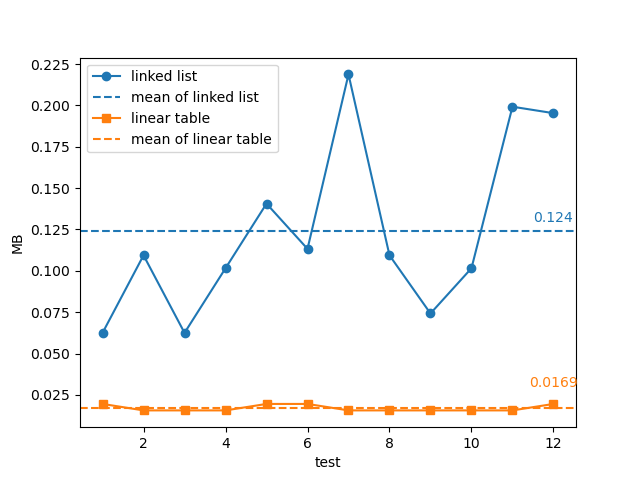 linked list
mean of linked list
linear table
mean of linear table
0.225
0.200
0.175
0.150
0.125
0.100
0.075
0.050
0.025
MB
0.124
0.0169
2 4 6 8 10 12
test